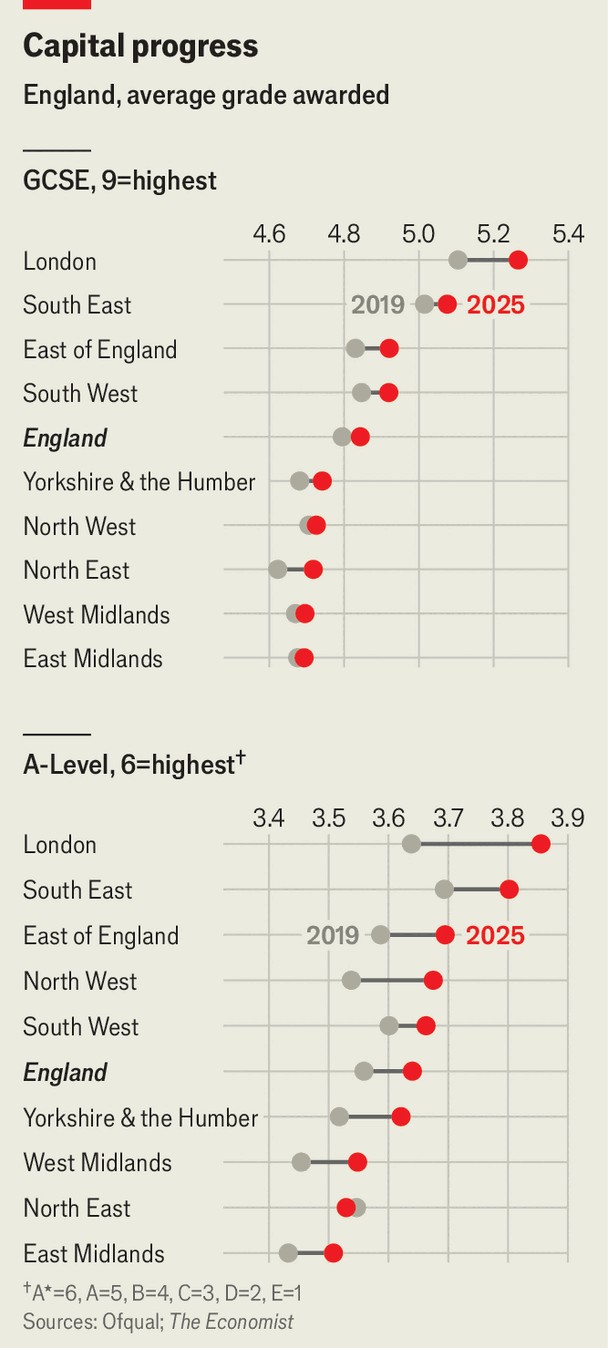 Capital progress
England, average grade awarded
GCSE, 9=highest
4.6 4.8 5.0 5.2 5.4
London
South East 2019 2025
East of England
South West
England
Yorkshire & the Humber
North West
North East
West Midlands
East Midlands
A-Level, 6=highest†
3.4 3.5 3.6 3.7 3.8 3.9
London
South East
East of England 2019 2025
North West
South West
England
Yorkshire & the Humber
West Midlands
North East
East Midlands
†A★=6, A=5, B=4, C=3, D=2, E=1
Sources: Ofqual; The Economist